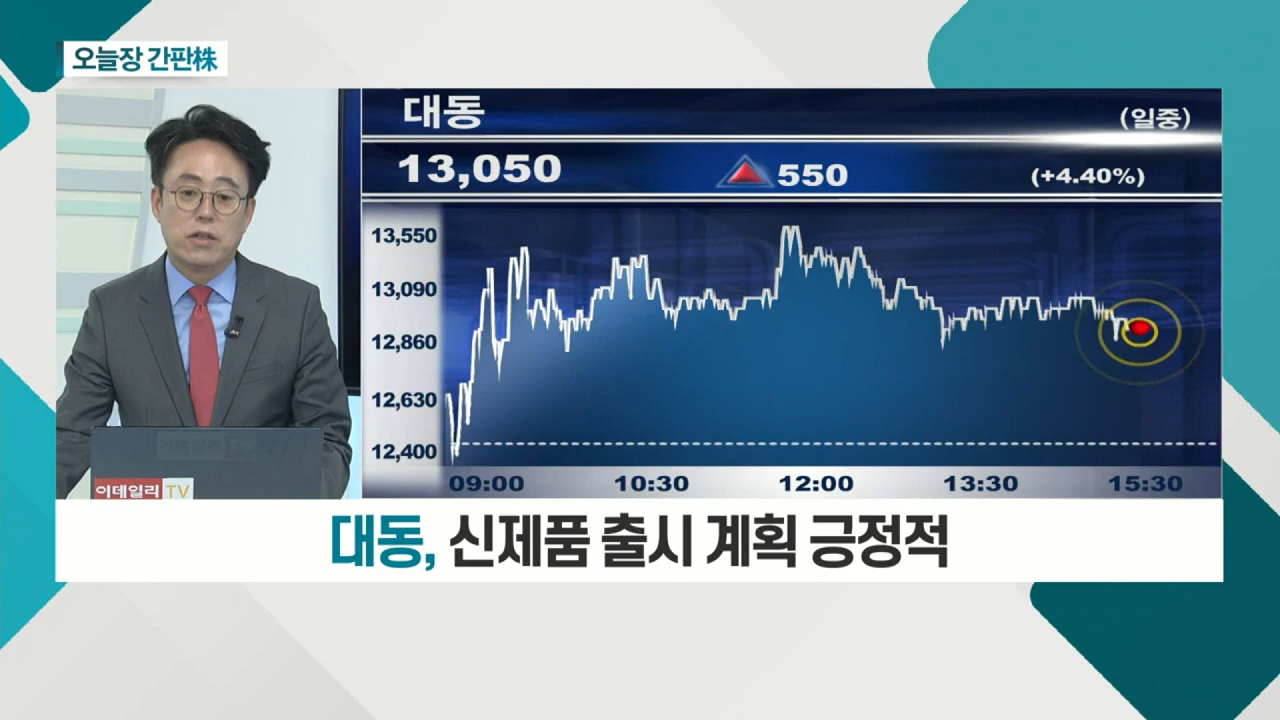 오늘장 간판株
대동
(일중)
13,050 ▲ 550 (+4.40%)
13,550
13,090
12,860
12,630
12,400
09:00 10:30 12:00 13:30 15:30
이데일리 TV
대동, 신제품 출시 계획 긍정적